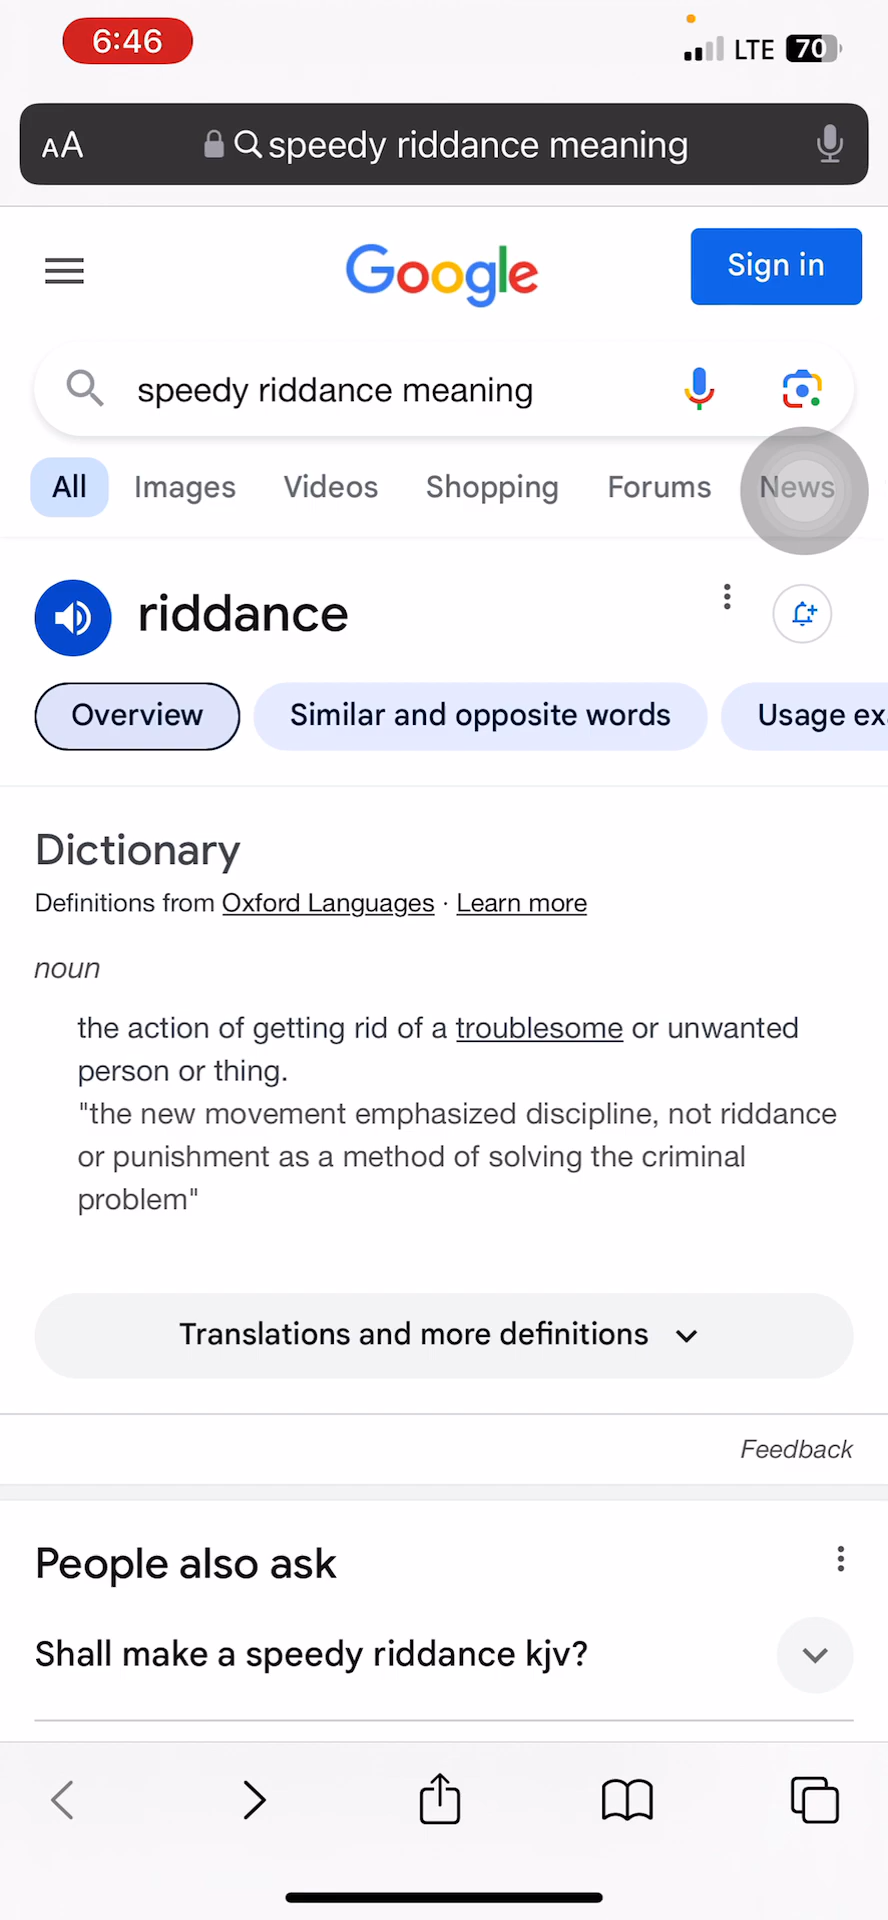 6:46
LTE 70
AA speedy riddance meaning
Google
Sign in
speedy riddance meaning
All Images Videos Shopping Forums News
riddance
Overview Similar and opposite words Usage ex
Dictionary
Definitions from Oxford Languages · Learn more
noun
the action of getting rid of a troublesome or unwanted
person or thing.
"the new movement emphasized discipline, not riddance
or punishment as a method of solving the criminal
problem"
Translations and more definitions
Feedback
People also ask
Shall make a speedy riddance kjv?